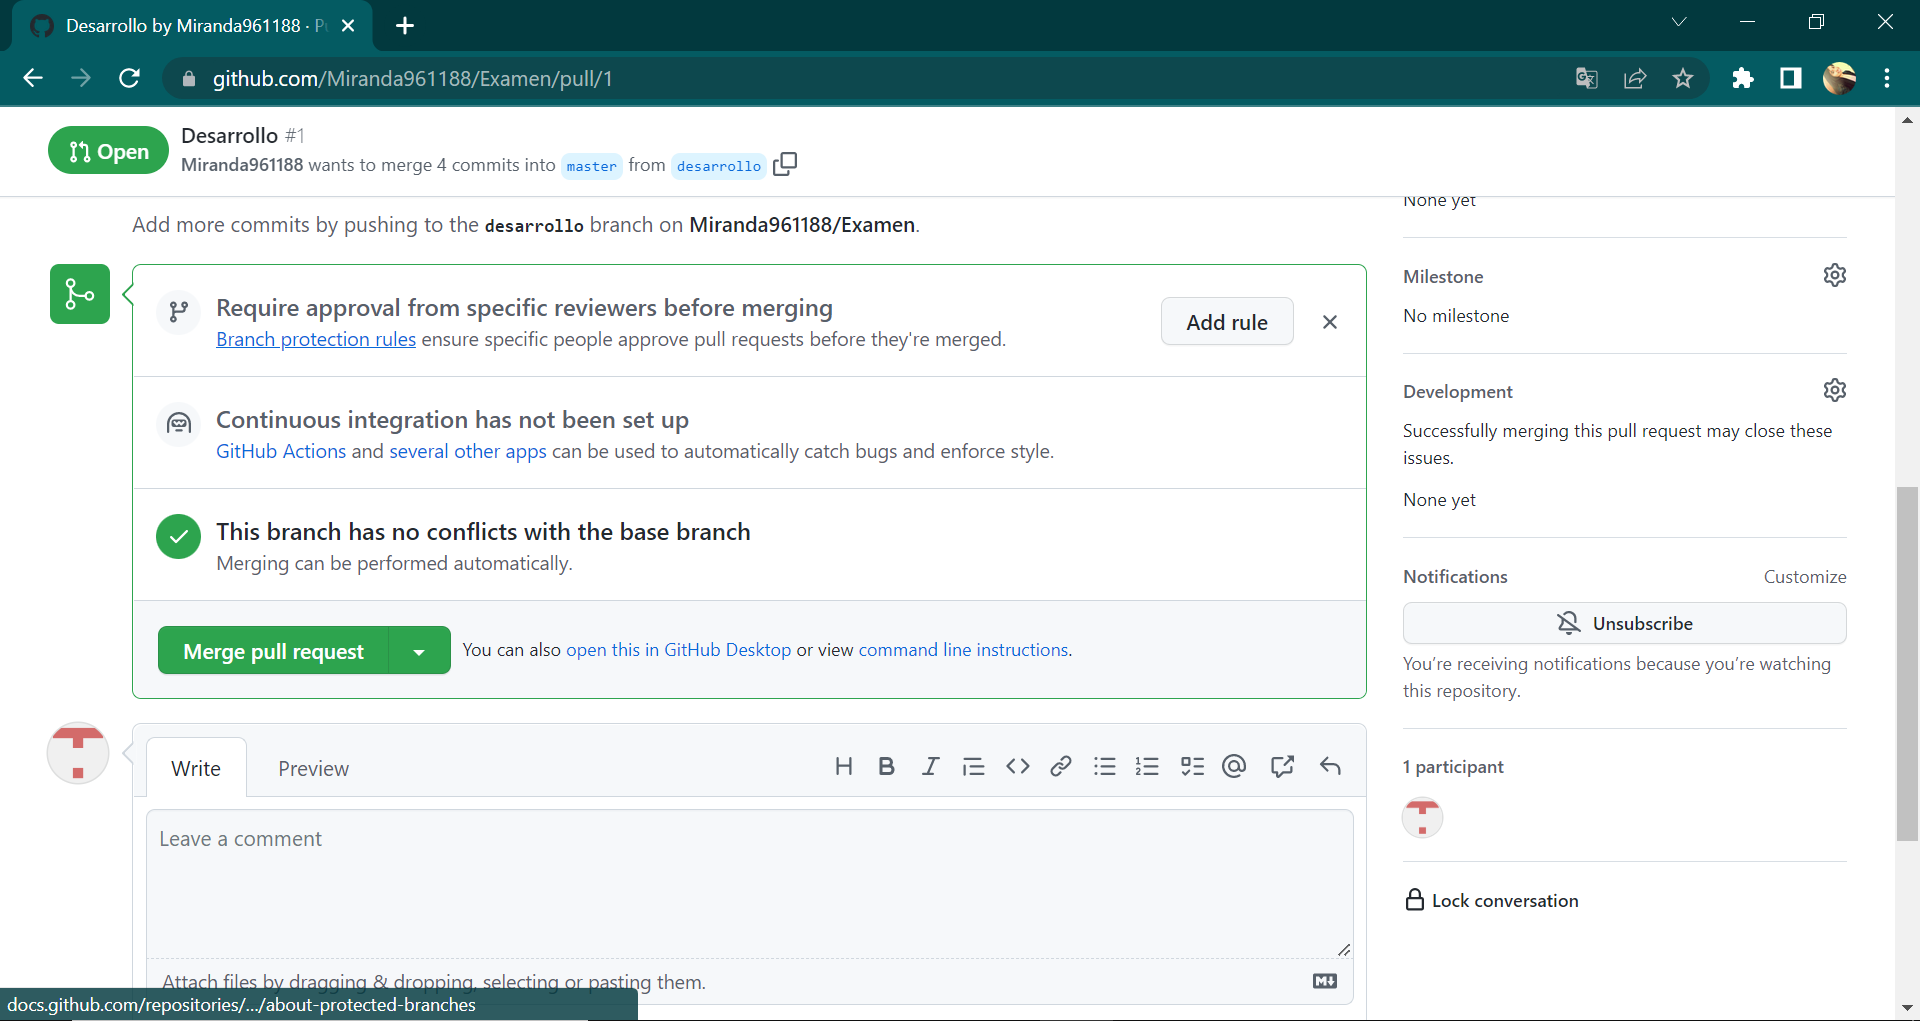 Desarrollo by Miranda961188 · P
github.com/Miranda961188/Examen/pull/1
Open
Desarrollo #1
Miranda961188 wants to merge 4 commits into master from desarrollo
Add more commits by pushing to the desarrollo branch on Miranda961188/Examen.
Require approval from specific reviewers before merging
Branch protection rules ensure specific people approve pull requests before they're merged.
Add rule
Continuous integration has not been set up
GitHub Actions and several other apps can be used to automatically catch bugs and enforce style.
This branch has no conflicts with the base branch
Merging can be performed automatically.
Merge pull request
You can also open this in GitHub Desktop or view command line instructions.
Write
Preview
Leave a comment
Attach files by dragging & dropping, selecting or pasting them.
docs.github.com/repositories/.../about-protected-branches
None yet
Milestone
No milestone
Development
Successfully merging this pull request may close these
issues.
None yet
Notifications
Customize
Unsubscribe
You're receiving notifications because you're watching
this repository.
1 participant
Lock conversation